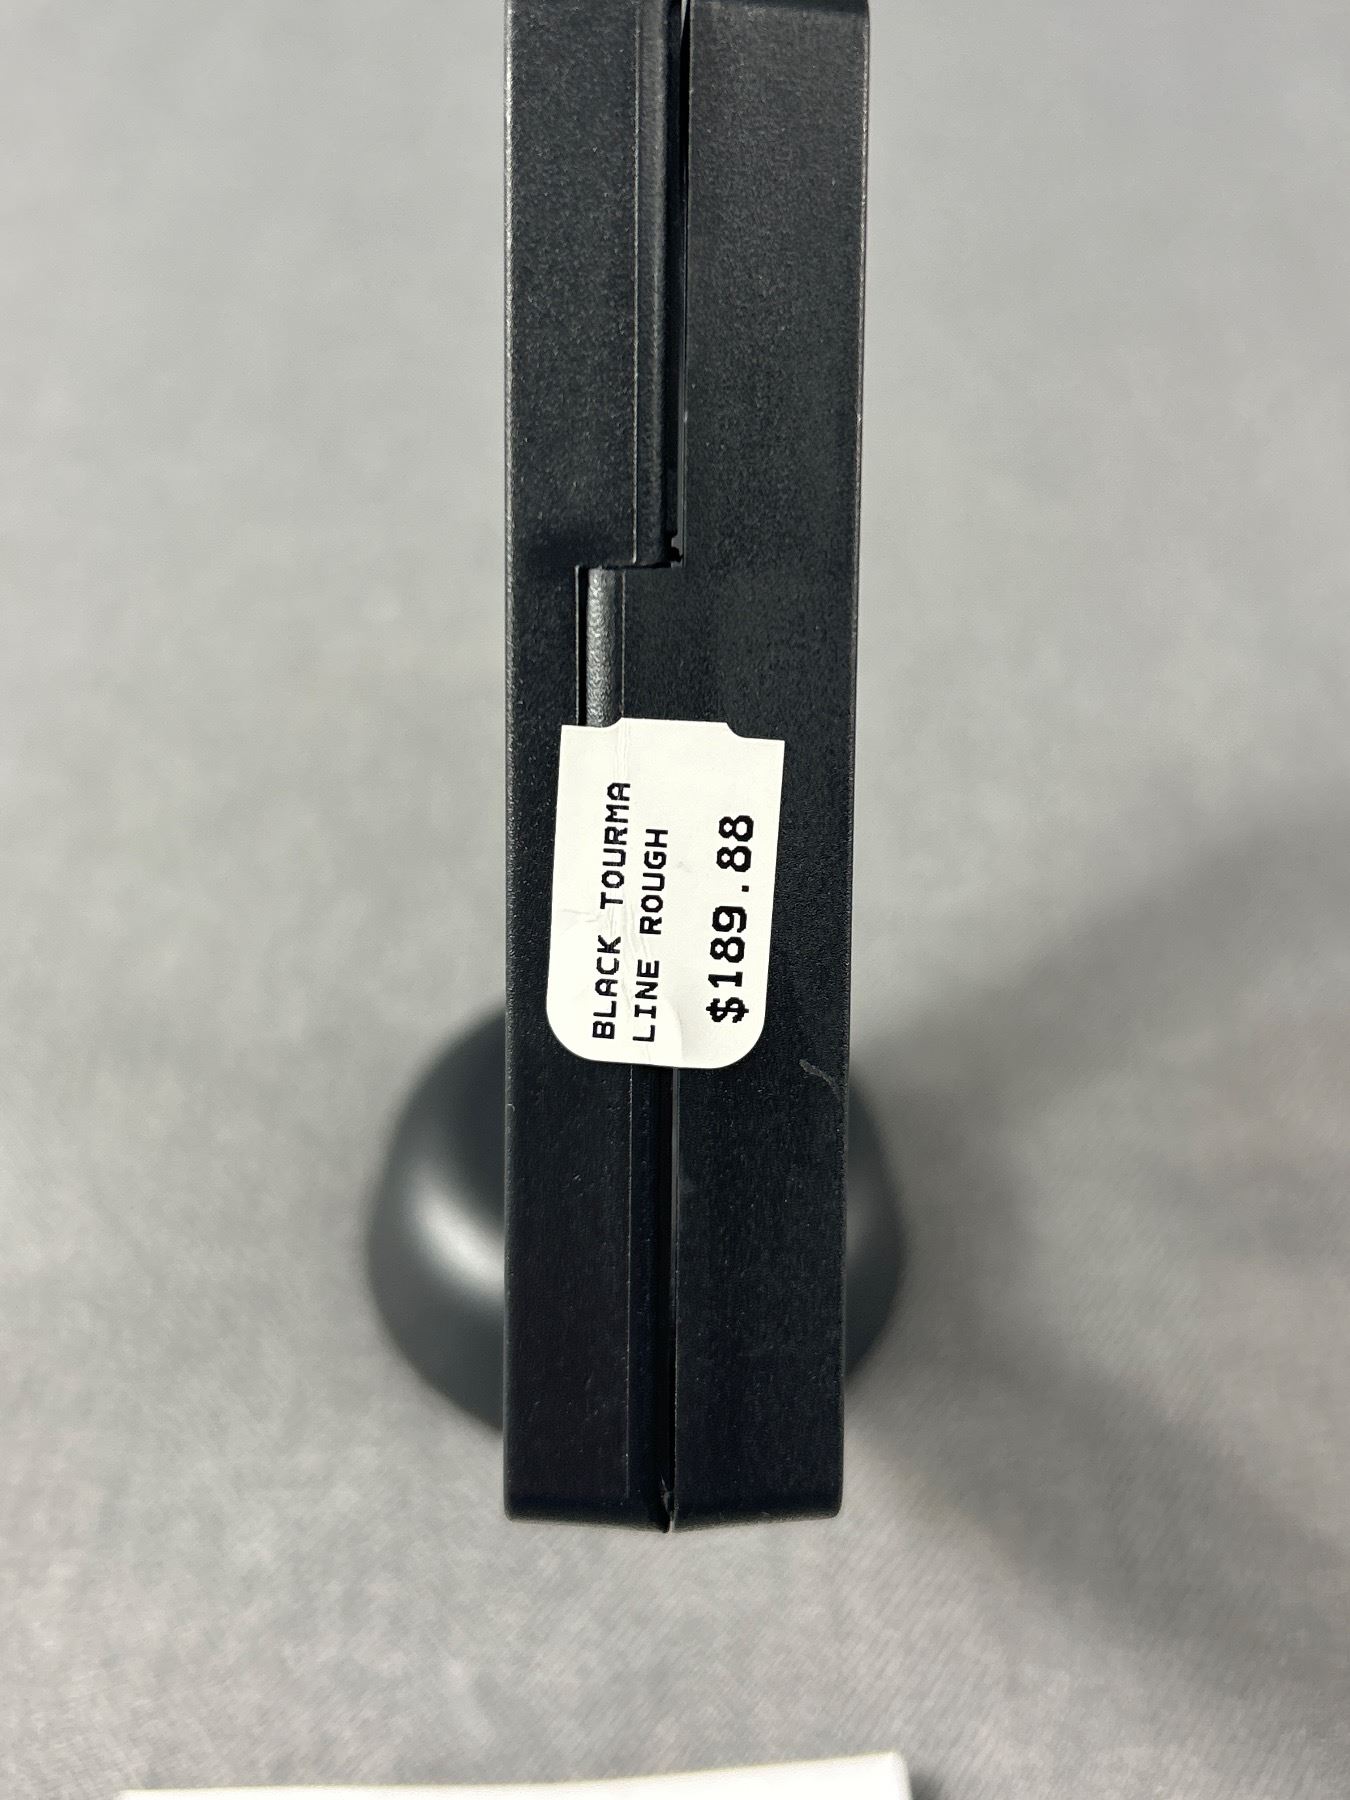 BLACK TOURMA
LINE ROUGH
$189.88